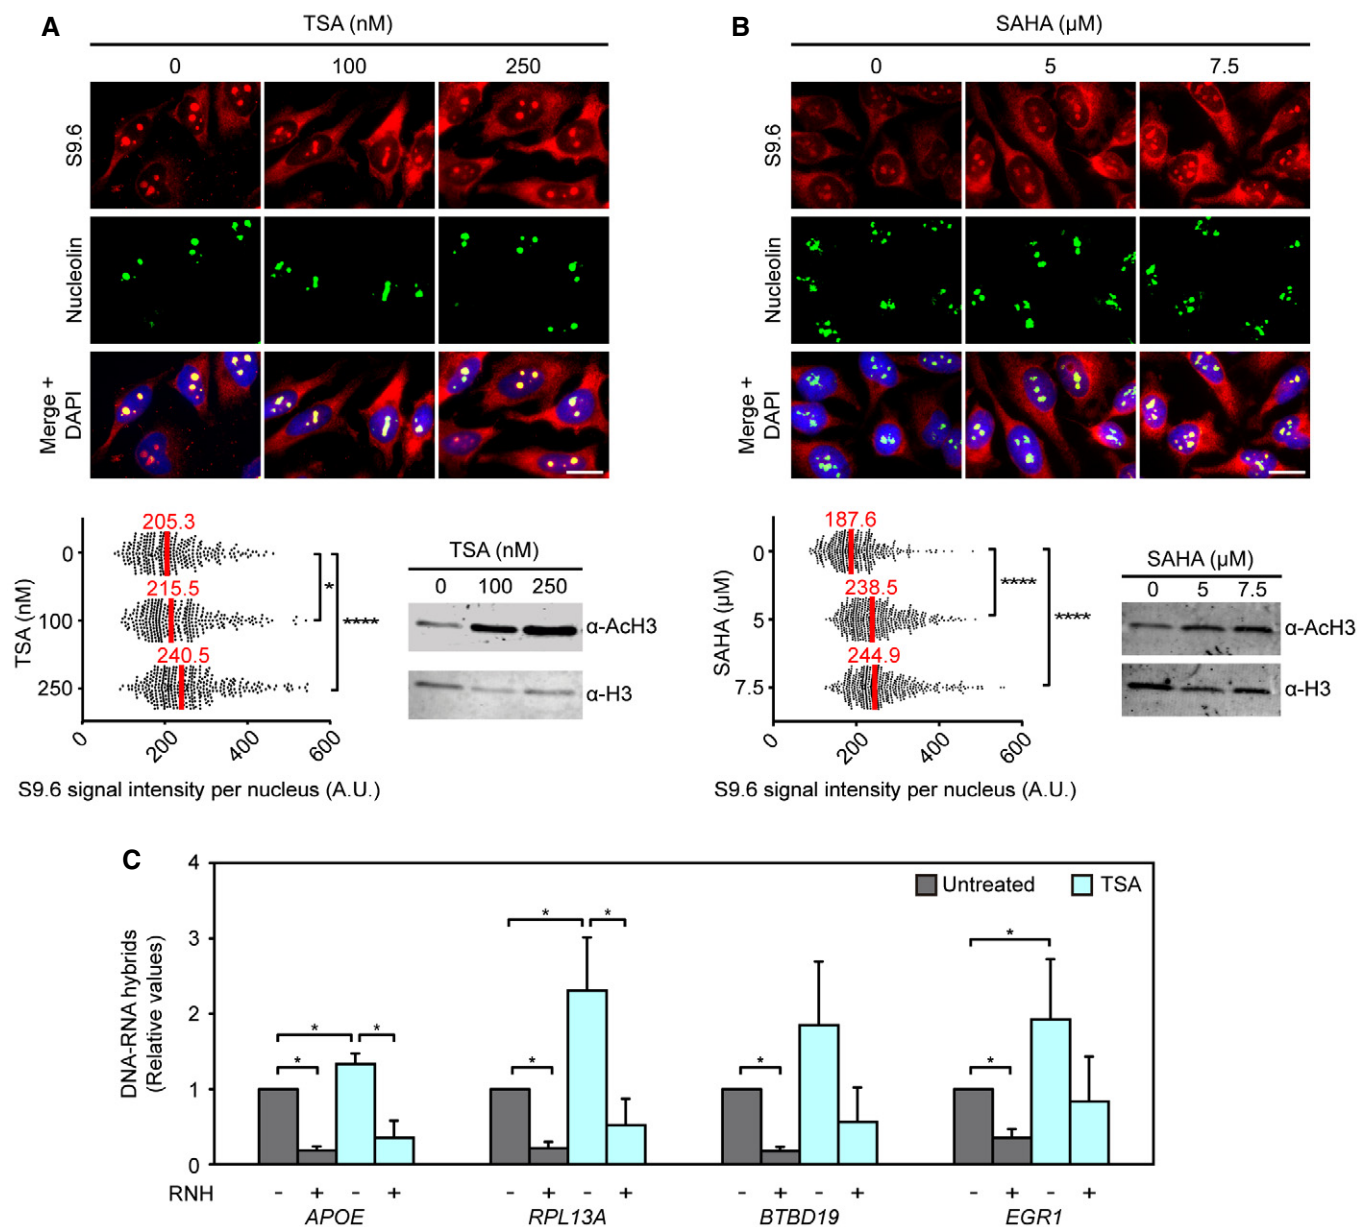 A
TSA (nM)
0 100 250
S9.6
Nucleolin
Merge +
DAPI
205.3
215.5
240.5
0
100
250
TSA (nM)
*
****
0 200 400 600
S9.6 signal intensity per nucleus (A.U.)
TSA (nM)
0 100 250
α-AcH3
α-H3
B
SAHA (μM)
0 5 7.5
S9.6
Nucleolin
Merge +
DAPI
187.6
238.5
244.9
0
5
7.5
SAHA (μM)
****
****
0 200 400 600
S9.6 signal intensity per nucleus (A.U.)
SAHA (μM)
0 5 7.5
α-AcH3
α-H3
C
Untreated TSA
DNA-RNA hybrids
(Relative values)
4
3
2
1
0
* * *
* * *
*
* *
RNH - + - + - + - + - + - + - + - +
APOE RPL13A BTBD19 EGR1